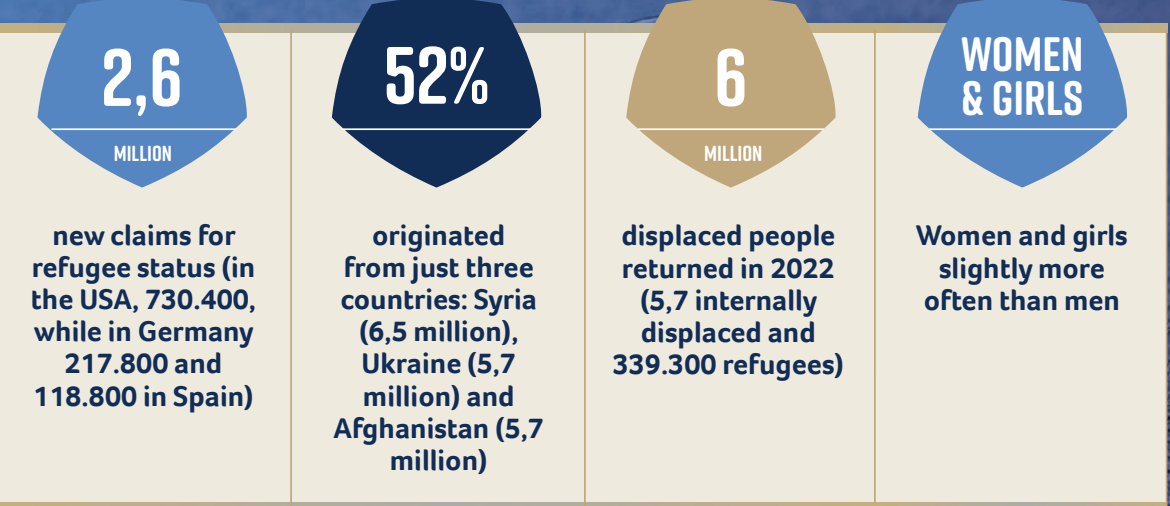 2,6
MILLION
new claims for
refugee status (in
the USA, 730.400,
while in Germany
217.800 and
118.800 in Spain)
52%
originated
from just three
countries: Syria
(6,5 million),
Ukraine (5,7
million) and
Afghanistan (5,7
million)
6
MILLION
displaced people
returned in 2022
(5,7 internally
displaced and
339.300 refugees)
WOMEN
& GIRLS
Women and girls
slightly more
often than men